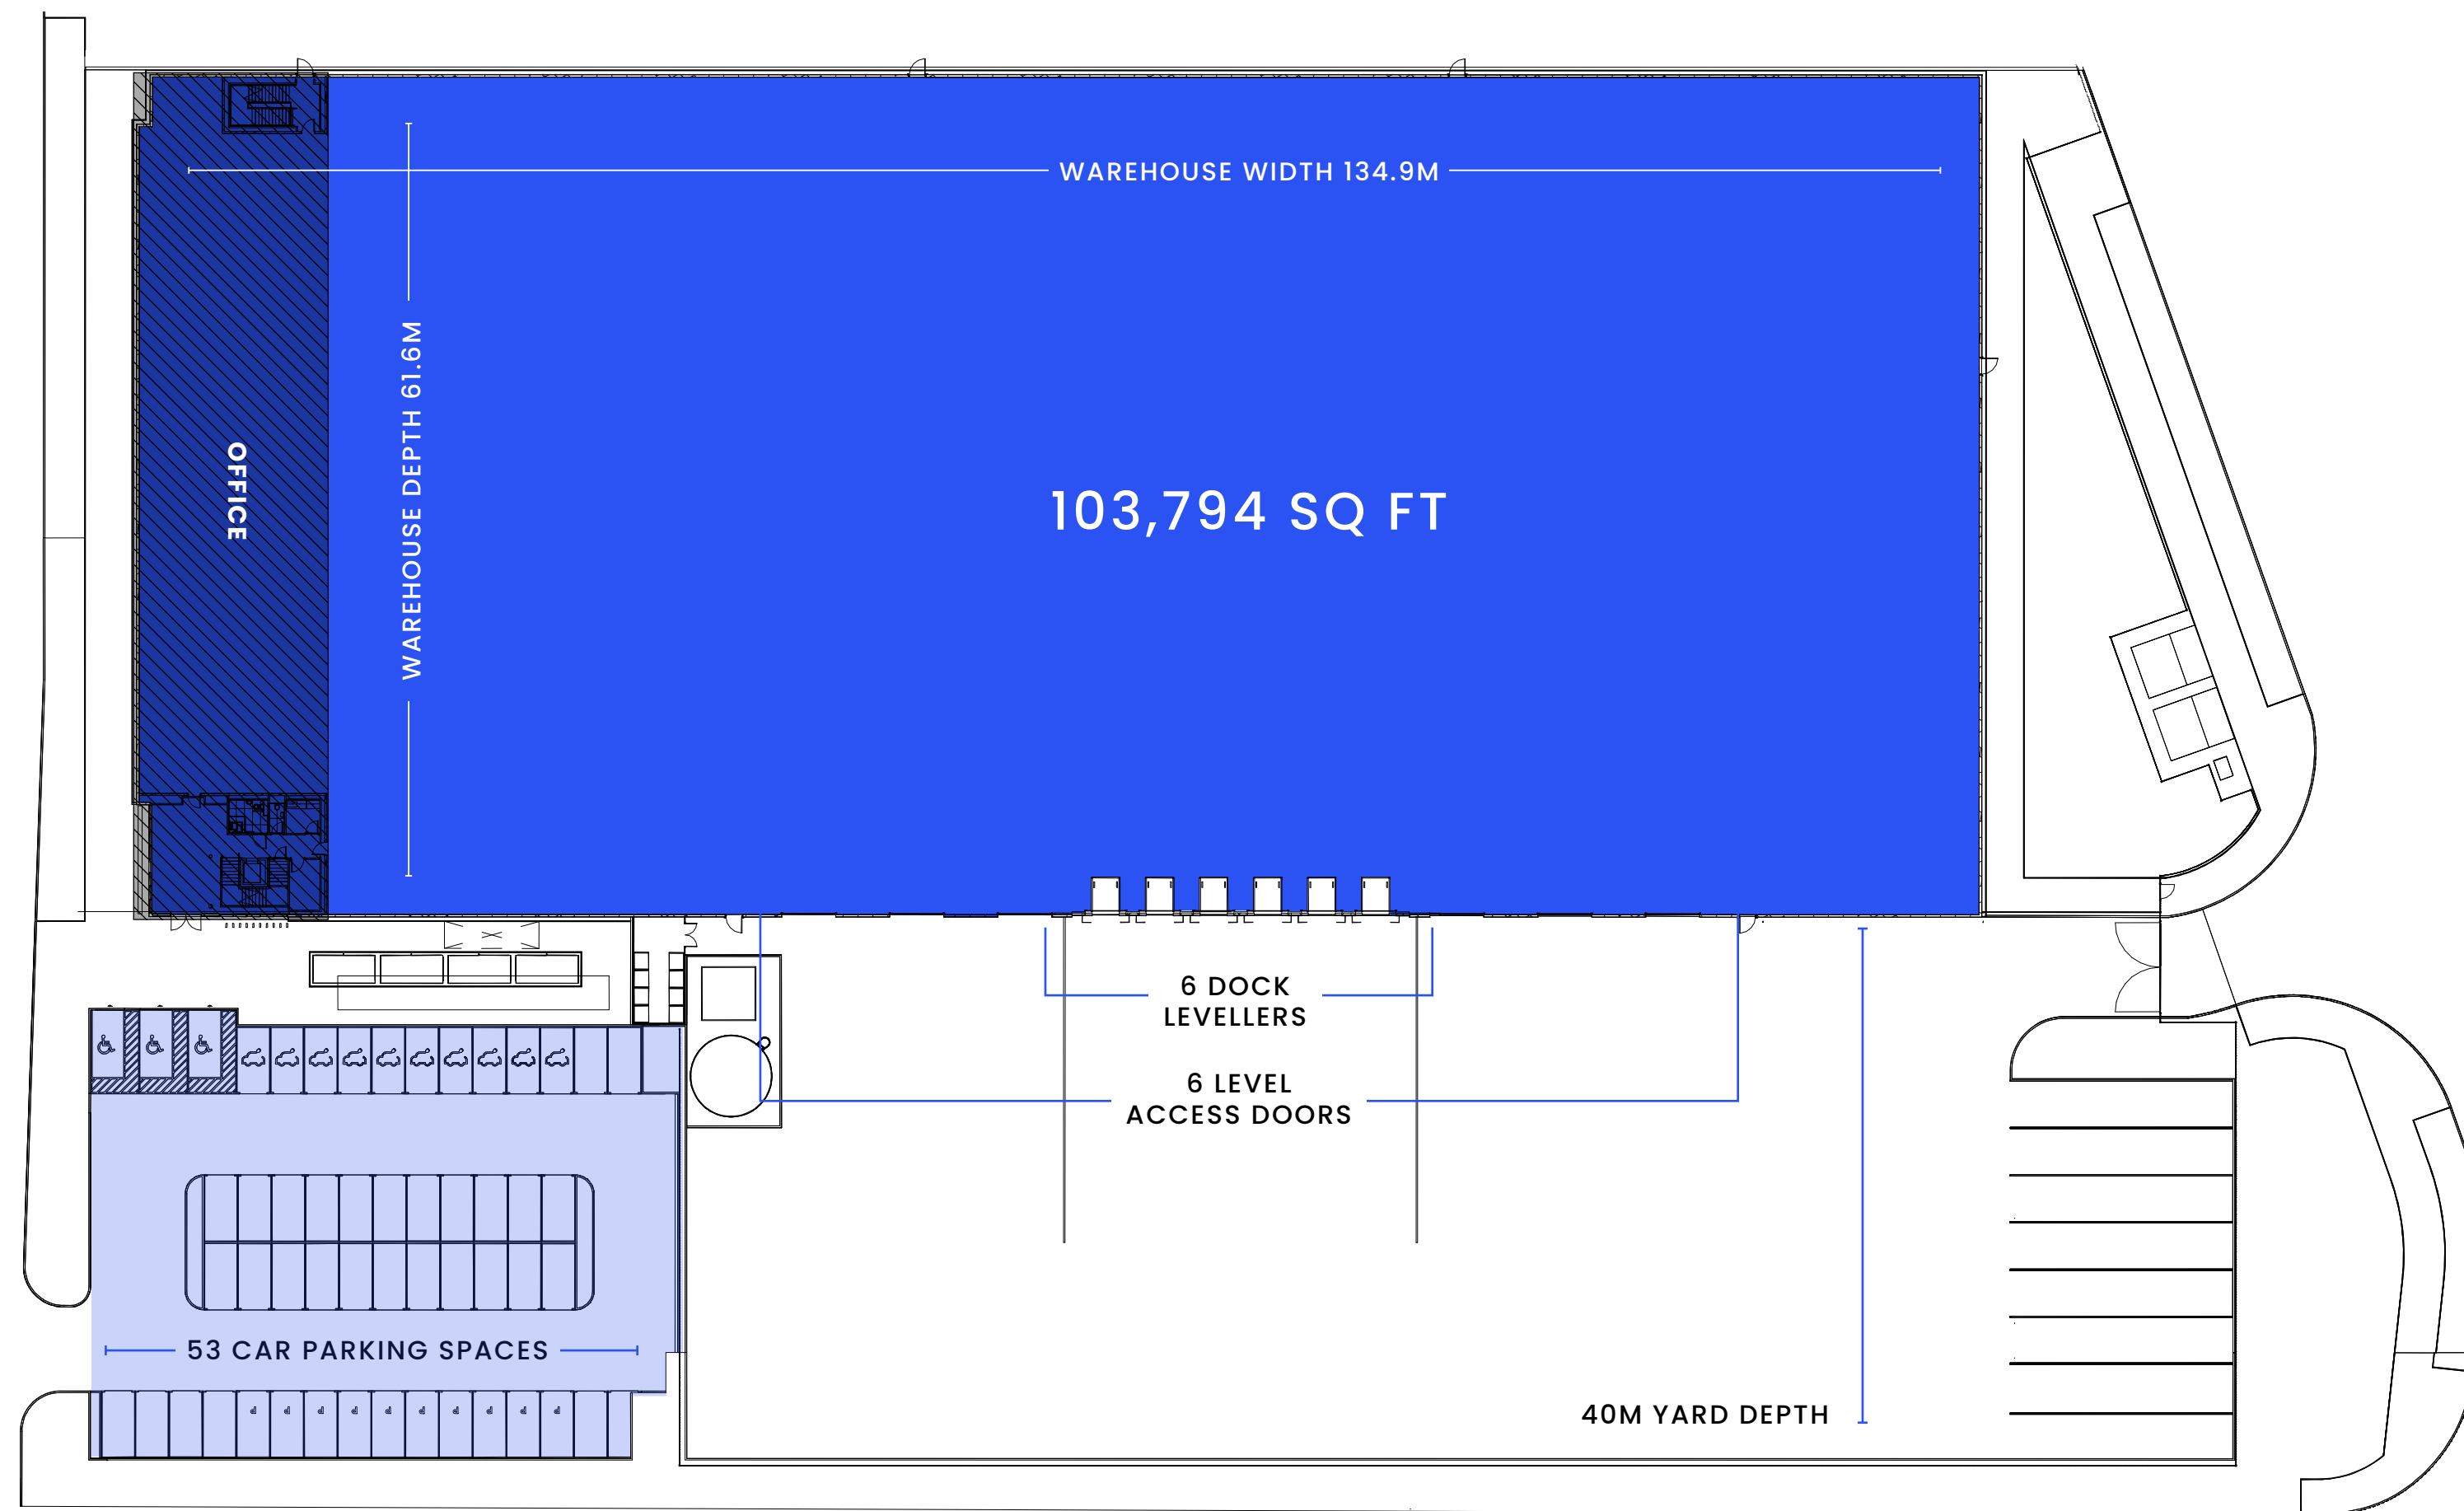 WAREHOUSE WIDTH 134.9M
WAREHOUSE DEPTH 61.6M
OFFICE
103,794 SQ FT
6 DOCK
LEVELLERS
6 LEVEL
ACCESS DOORS
53 CAR PARKING SPACES
40M YARD DEPTH